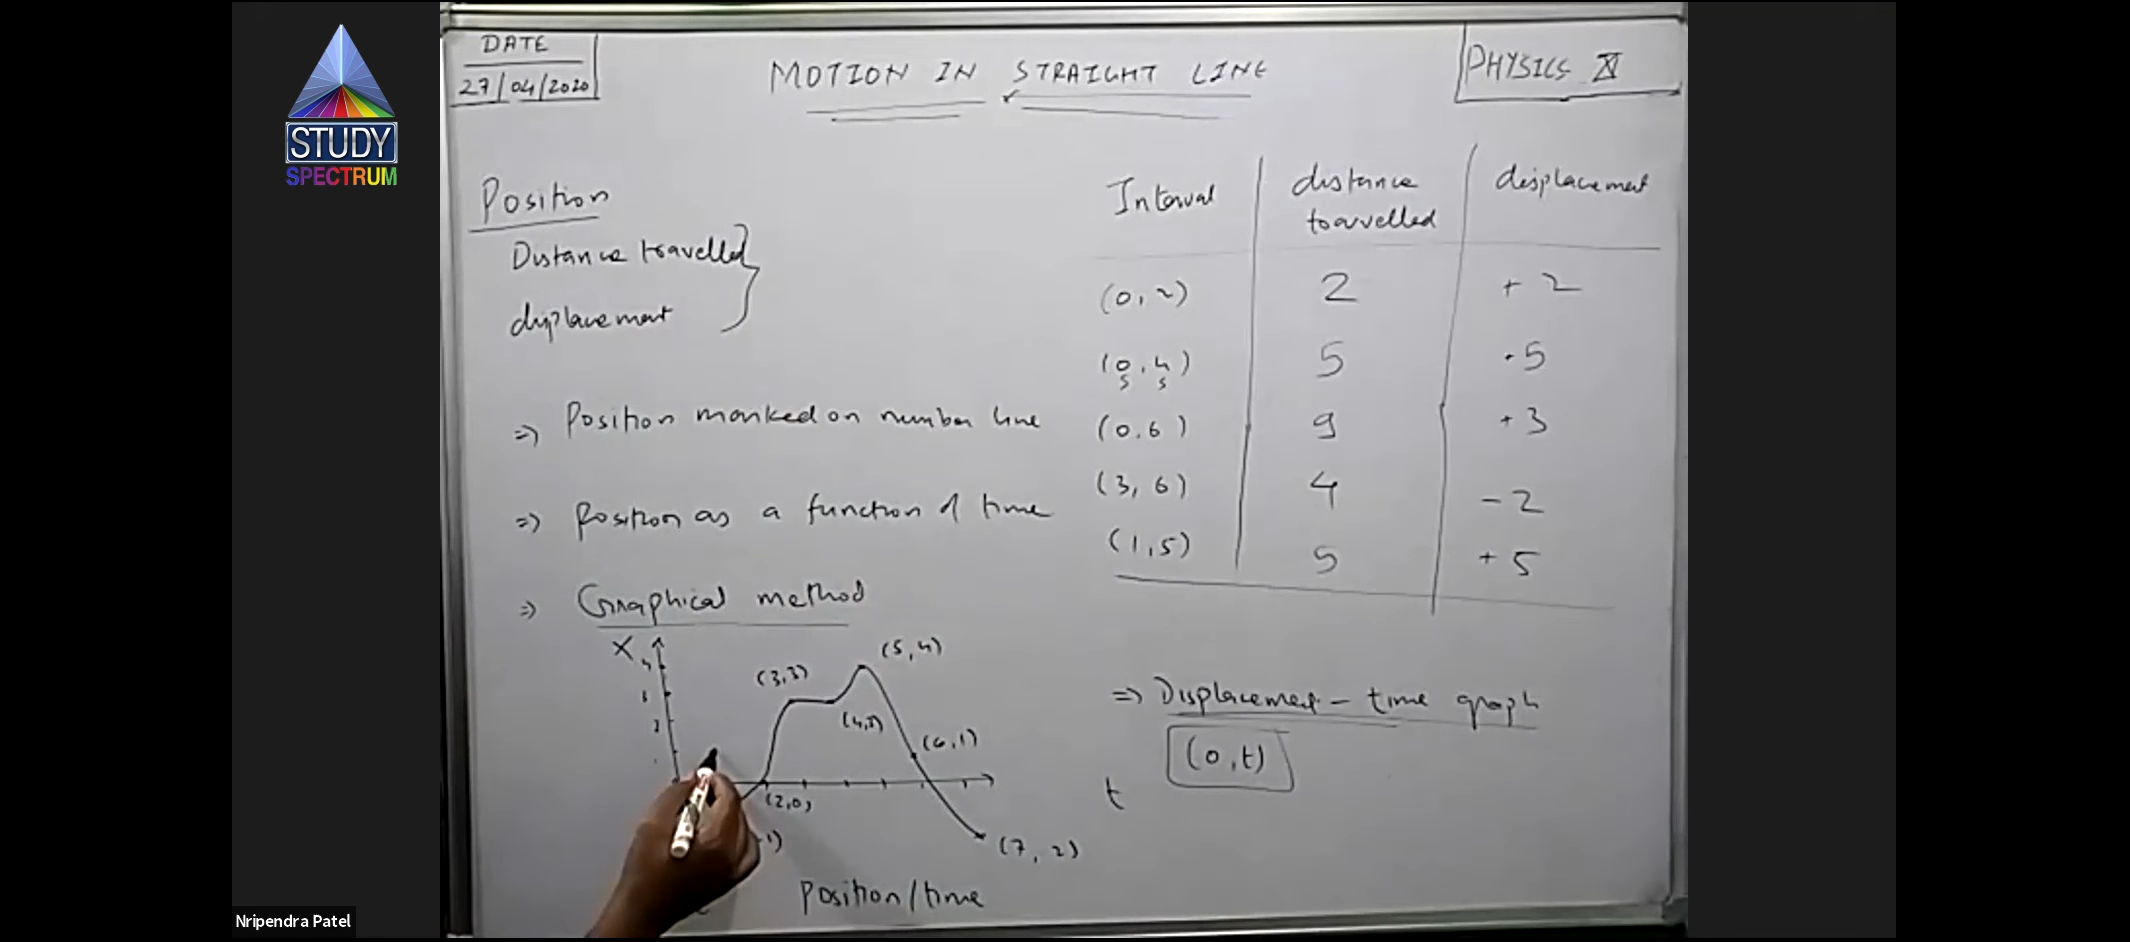 DATE
27/04/2020
MOTION IN STRAIGHT LINE
PHYSICS XI
STUDY
SPECTRUM
Position
Distance travelled
displacement
=> Position marked on number line
=> Position as a function of time
=> Graphical method
Interval distance travelled displacement
(0, 2) 2 + 2
(0, 4) 5 + 5
s s
(0, 6) 9 + 3
(3, 6) 4 - 2
(1, 5) 5 + 5
X
4
3
2
(3,3)
(5,4)
(4,3)
(6,1)
(2,0)
(7, 2)
t
Position/time
=> Displacement - time graph
(0, t)
Nripendra Patel